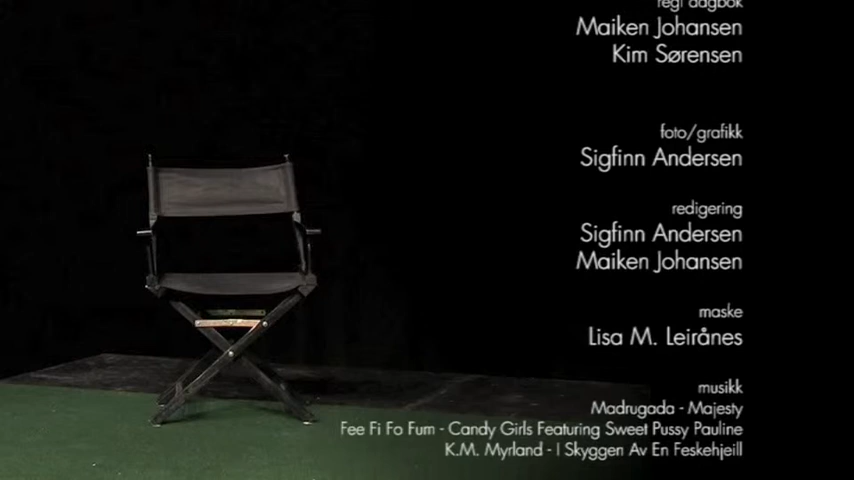 regi dagbok
Maiken Johansen
Kim Sørensen
foto/grafikk
Sigfinn Andersen
redigering
Sigfinn Andersen
Maiken Johansen
maske
Lisa M. Leirånes
musikk
Madrugada - Majesty
Fee Fi Fo Fum - Candy Girls Featuring Sweet Pussy Pauline
K.M. Myrland - I Skyggen Av En Feskehjeill